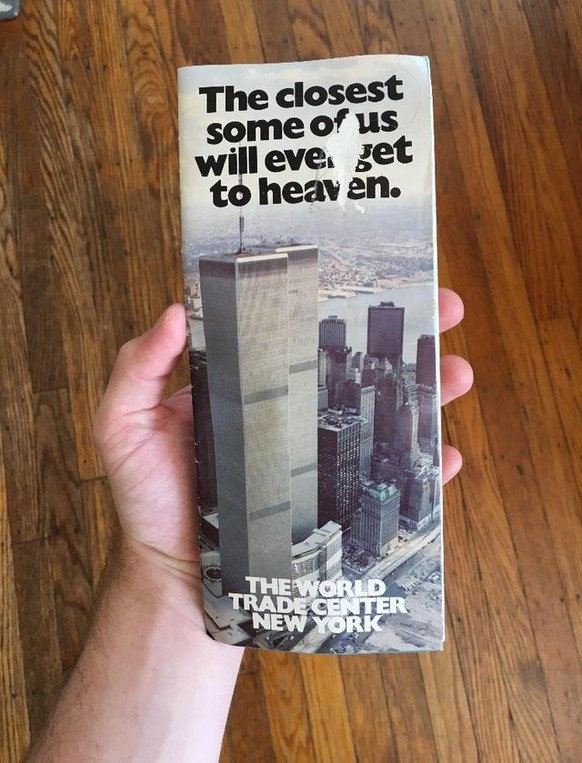 The closest
some of us
will ever get
to heaven.
THE WORLD
TRADE CENTER
NEW YORK